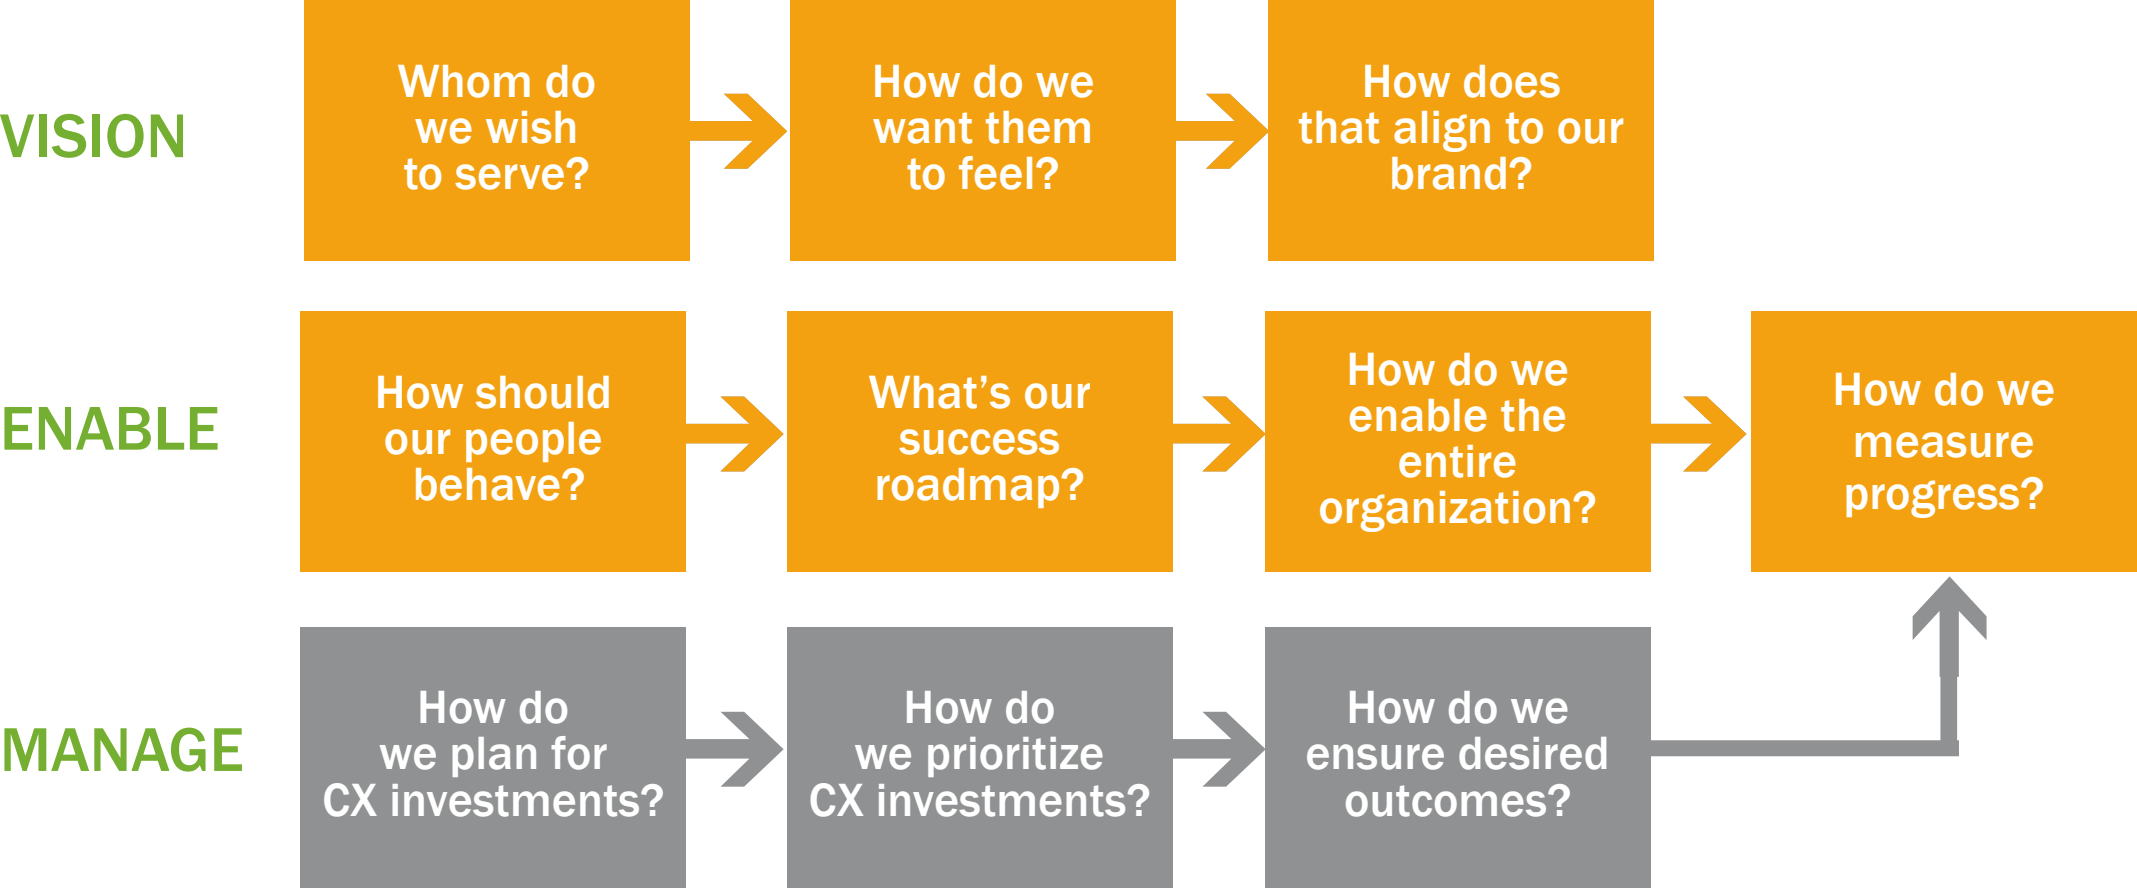 VISION
Whom do
we wish
to serve?
How do we
want them
to feel?
How does
that align to our
brand?
ENABLE
How should
our people
behave?
What’s our
success
roadmap?
How do we
enable the
entire
organization?
How do we
measure
progress?
MANAGE
How do
we plan for
CX investments?
How do
we prioritize
CX investments?
How do we
ensure desired
outcomes?